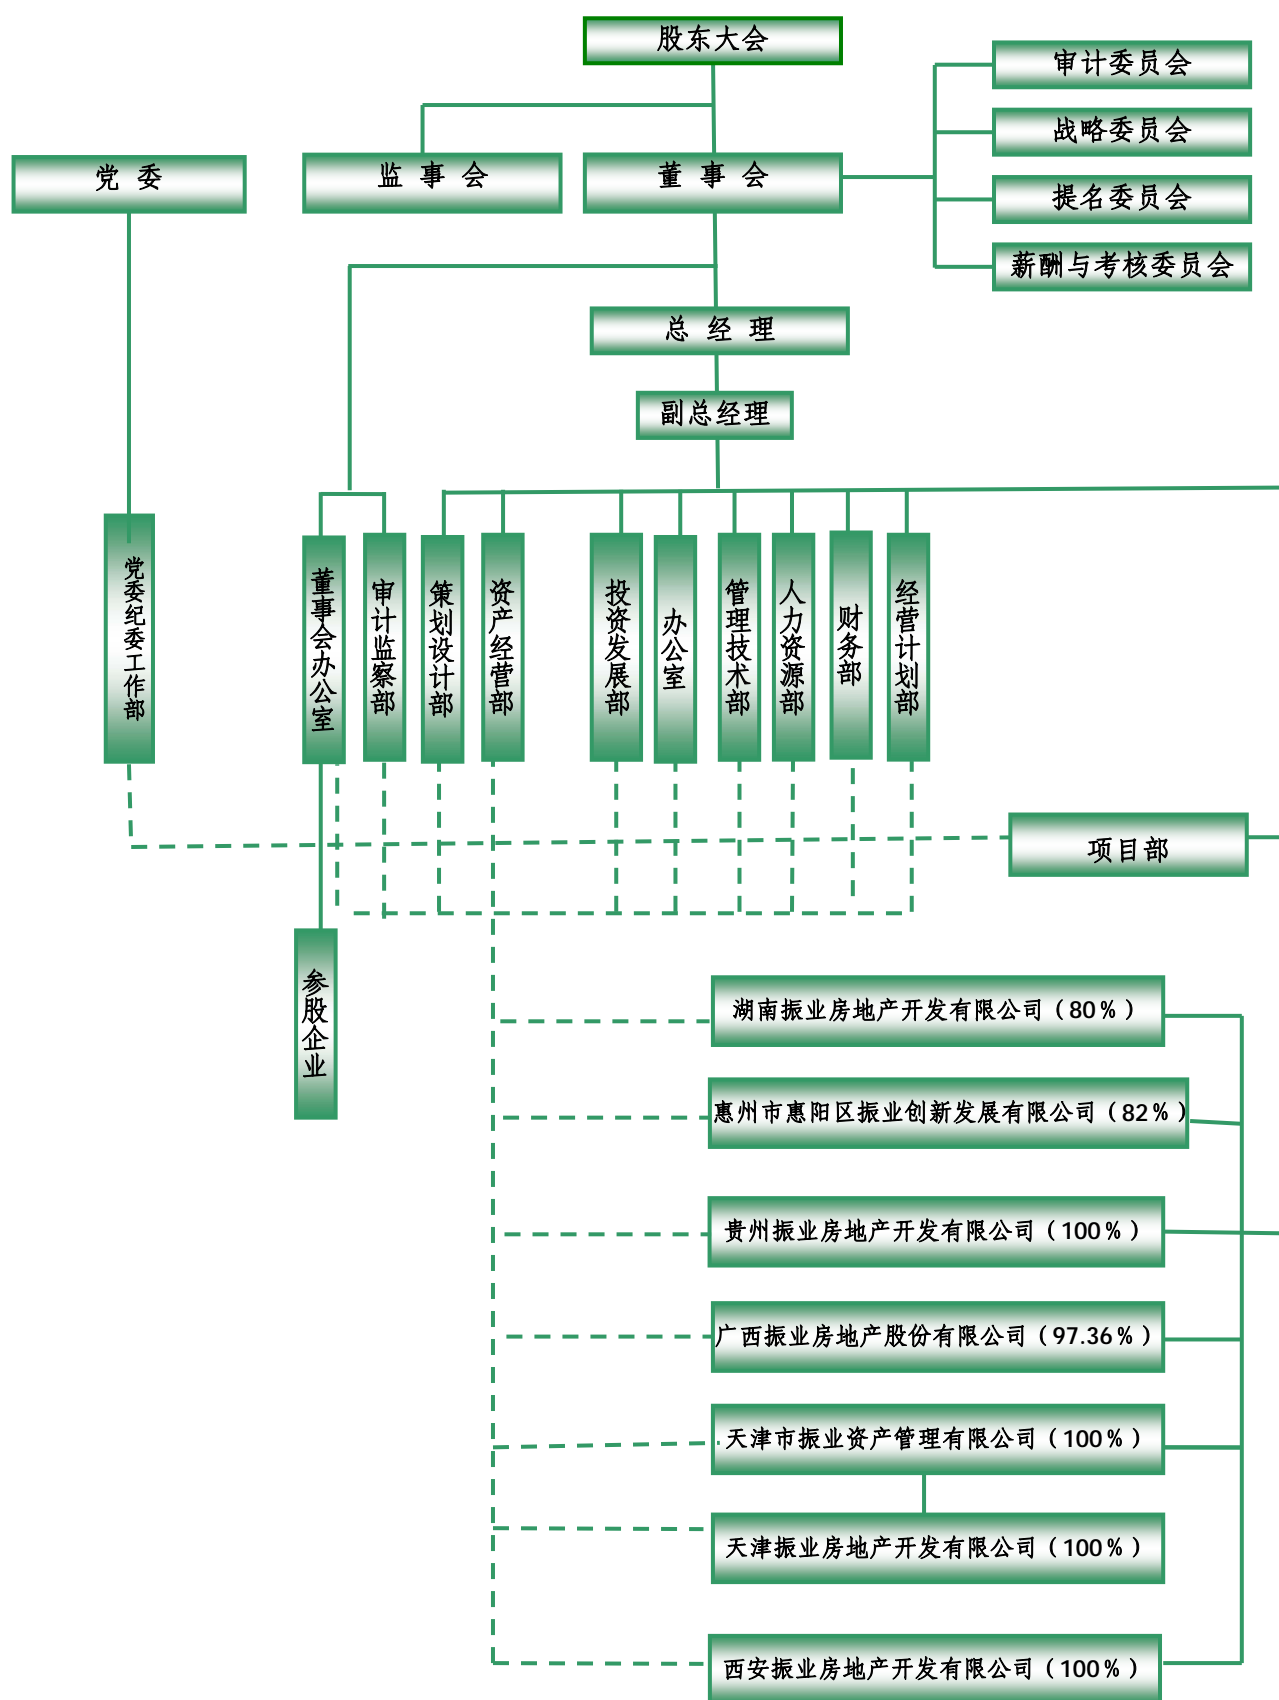 股东大会
审计委员会
战略委员会
党 委
监 事 会
董 事 会
提名委员会
薪酬与考核委员会
总 经 理
副总经理
党委纪委工作部
董事会办公室
审计监察部
策划设计部
资产经营部
投资发展部
办公室
管理技术部
人力资源部
财务部
经营计划部
项目部
参股企业
湖南振业房地产开发有限公司（80%）
惠州市惠阳区振业创新发展有限公司（82%）
贵州振业房地产开发有限公司（100%）
广西振业房地产股份有限公司（97.36%）
天津市振业资产管理有限公司（100%）
天津振业房地产开发有限公司（100%）
西安振业房地产开发有限公司（100%）